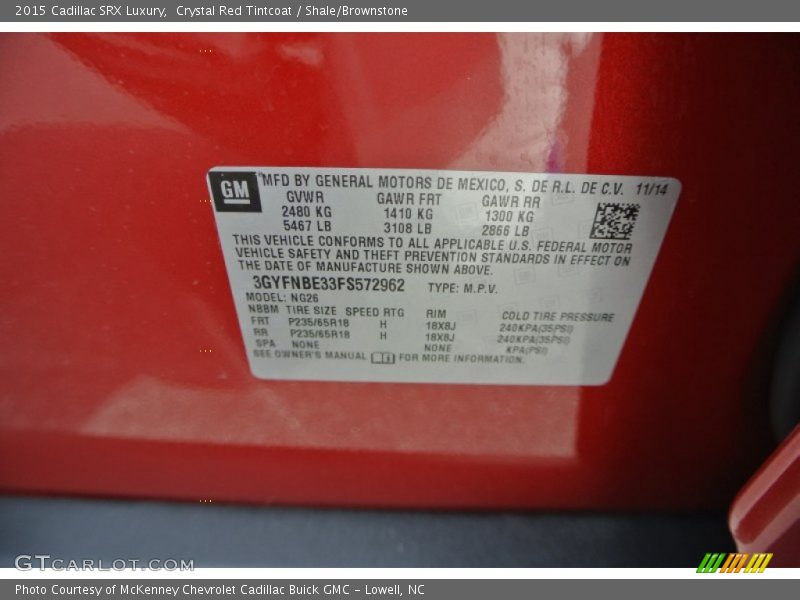 2015 Cadillac SRX Luxury,  Crystal Red Tintcoat / Shale/Brownstone
GM
MFD BY GENERAL MOTORS DE MEXICO, S. DE R.L. DE C.V. 11/14
GVWR GAWR FRT GAWR RR
2480 KG 1410 KG 1300 KG
5467 LB 3108 LB 2866 LB
THIS VEHICLE CONFORMS TO ALL APPLICABLE U.S. FEDERAL MOTOR
VEHICLE SAFETY AND THEFT PREVENTION STANDARDS IN EFFECT ON
THE DATE OF MANUFACTURE SHOWN ABOVE.
3GYFNBE33FS572962 TYPE: M.P.V.
MODEL: NG26
NBBM TIRE SIZE SPEED RTG RIM COLD TIRE PRESSURE
FRT P235/65R18 H 18X8J 240KPA(35PSI)
RR P235/65R18 H 18X8J 240KPA(35PSI)
SPA NONE NONE KPA(PSI)
SEE OWNER'S MANUAL FOR MORE INFORMATION.
GTCARLOT.COM
Photo Courtesy of McKenney Chevrolet Cadillac Buick GMC - Lowell, NC